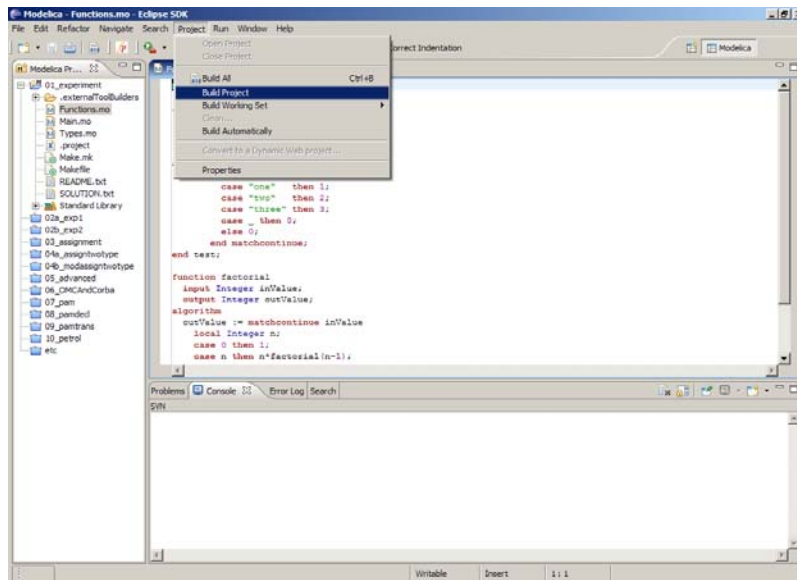 Modelica - Functions.mo - Eclipse SDK
File Edit Refactor Navigate Search Project Run Window Help
Open Project
Close Project
Build All Ctrl+B
Build Project
Build Working Set
Clean...
Build Automatically
Convert to a Dynamic Web project...
Properties
Correct Indentation
Modelica
Modelica Pr...
01_experiment
.externalToolBuilders
Functions.mo
Main.mo
Types.mo
.project
Make.mk
Makefile
README.txt
SOLUTION.txt
Standard Library
02a_exp1
02b_exp2
03_assignment
04a_assigntwotype
04b_modassigntwotype
05_advanced
06_OMCAndCorba
07_pam
08_pamdecl
09_pamtrans
10_petrol
etc
case "one" then 1;
case "two" then 2;
case "three" then 3;
case _ then 0;
else 0;
end matchcontinue;
end test;
function factorial
input Integer inValue;
output Integer outValue;
algorithm
outValue := matchcontinue inValue
local Integer n;
case 0 then 1;
case n then n*factorial(n-1);
Problems Console Error Log Search
SVN
Writable Insert 1:1